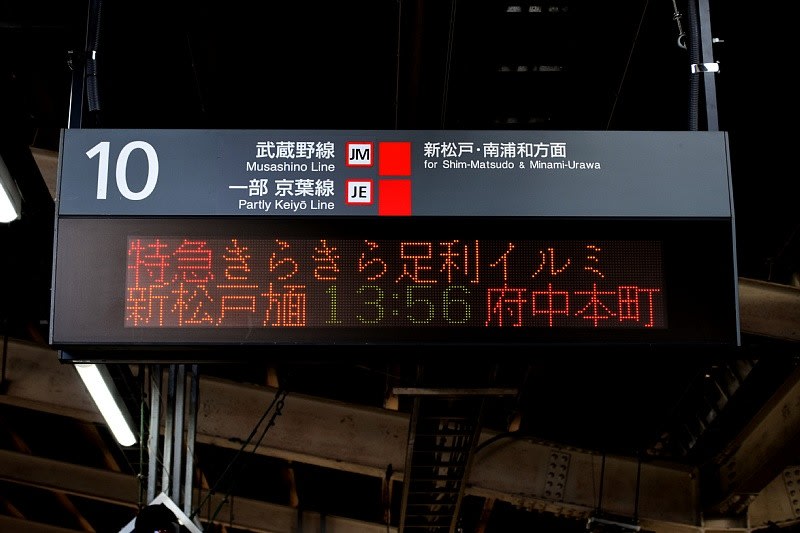 10
武蔵野線 JM
Musashino Line
新松戸・南浦和方面
for Shim-Matsudo & Minami-Urawa
一部 京葉線 JE
Partly Keiyō Line
特急きらきら足利イルミ
新松戸 13:56 府中本町